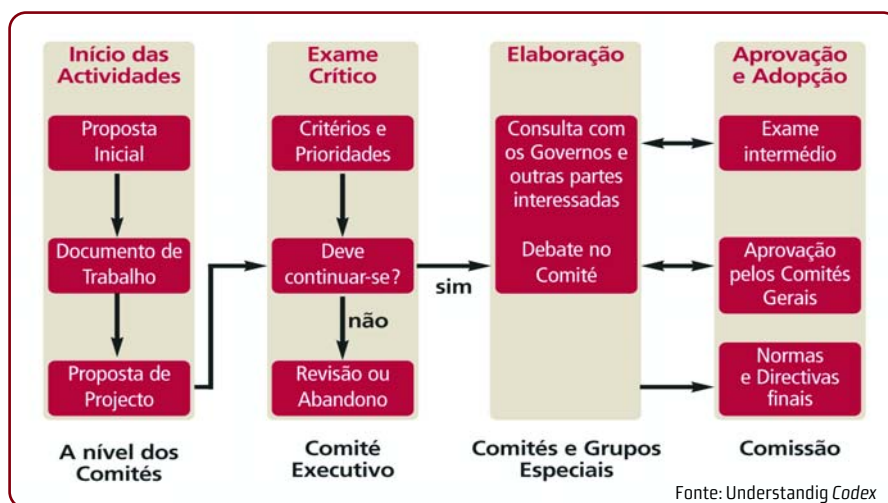 Início das
Actividades
Proposta
Inicial
Documento de
Trabalho
Proposta de
Projecto
A nível dos
Comités
Exame
Crítico
Critérios e
Prioridades
Deve
continuar-se?
sim
não
Revisão ou
Abandono
Comité
Executivo
Elaboração
Consulta com
os Governos e
outras partes
interessadas
Debate no
Comité
Comités e Grupos
Especiais
Aprovação
e Adopção
Exame
intermédio
Aprovação
pelos Comités
Gerais
Normas
e Directivas
finais
Comissão
Fonte: Understandig Codex